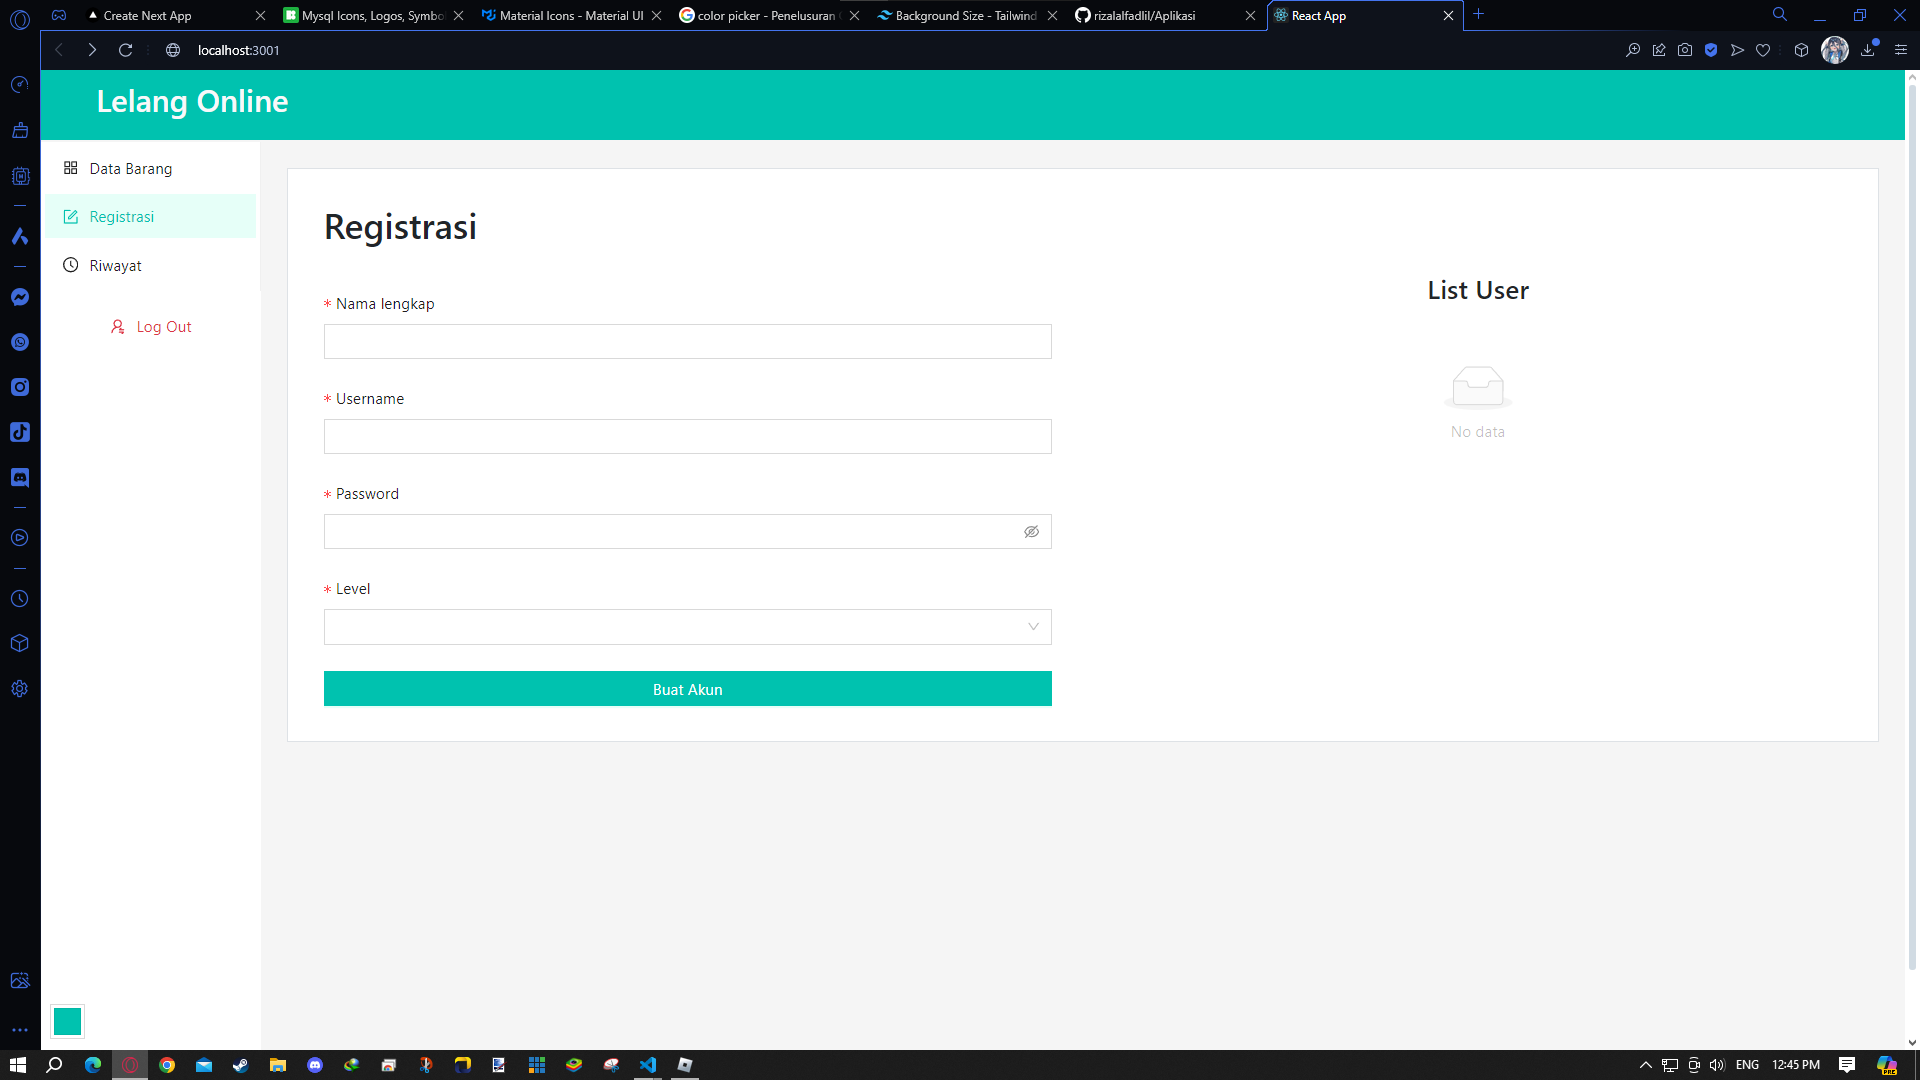 Create Next App
Mysql Icons, Logos, Symbo
Material Icons - Material UI
color picker - Penelusuran
Background Size - Tailwind
rizalalfadlil/Aplikasi
React App
localhost:3001
Lelang Online
Data Barang
Registrasi
Riwayat
Log Out
Registrasi
* Nama lengkap
* Username
* Password
* Level
Buat Akun
List User
No data
ENG
12:45 PM